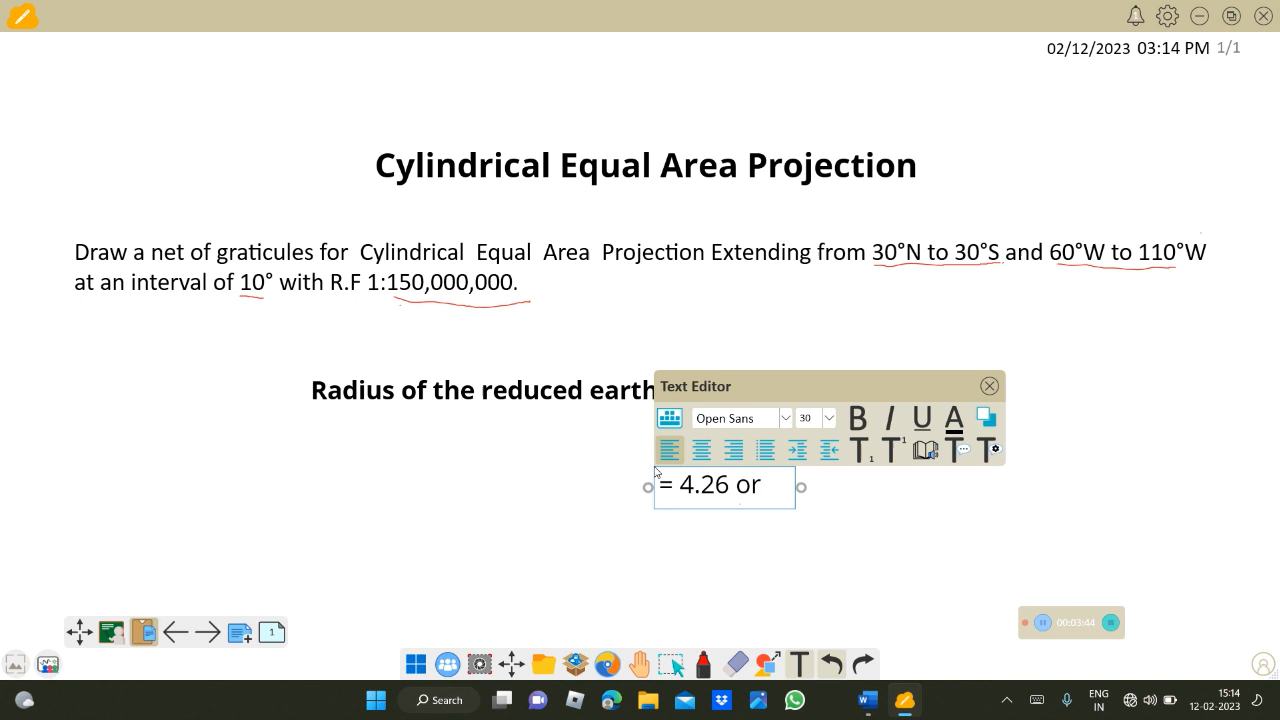 02/12/2023 03:14 PM 1/1
Cylindrical Equal Area Projection
Draw a net of graticules for Cylindrical Equal Area Projection Extending from 30°N to 30°S and 60°W to 110°W
at an interval of 10° with R.F 1:150,000,000.
Radius of the reduced earth
Text Editor
Open Sans 30 B I U A
T1 T1 T T
= 4.26 or
1
00:03:44
T
Search
ENG
IN
15:14
12-02-2023